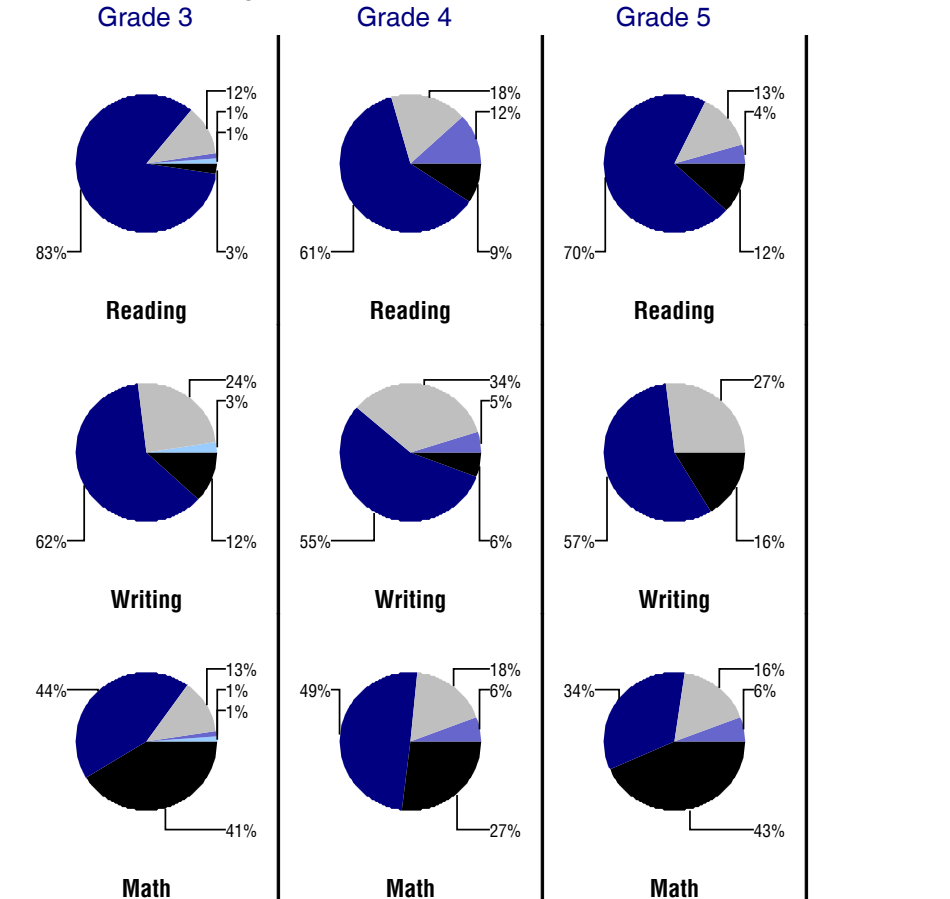 Grade 3 Grade 4 Grade 5
12% 18% 13%
1% 12% 4%
1%
83% 3% 61% 9% 70% 12%
Reading Reading Reading
24% 34% 27%
3% 5%
62% 12% 55% 6% 57% 16%
Writing Writing Writing
13% 18% 16%
44% 1% 49% 6% 34% 6%
1%
41% 27% 43%
Math Math Math